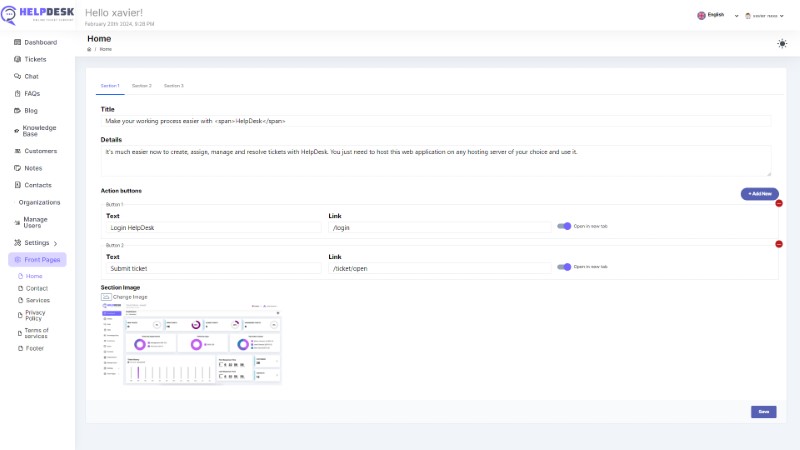 HELPDESK
Hello xavier!
February 20th 2024, 9:28 PM
English
Home
Home
Dashboard
Tickets
Chat
FAQs
Blog
Knowledge
Base
Customers
Notes
Contacts
Organizations
Manage
Users
Settings
Front Pages
Home
Contact
Services
Privacy
Policy
Terms of
services
Footer
Section 1 Section 2 Section 3
Title
Make your working process easier with <span>HelpDesk</span>
Details
It's much easier now to create, assign, manage and resolve tickets with HelpDesk. You just need to host this web application on any hosting server of your choice and use it.
Action buttons
+ Add New
Button 1
Text Link
Login HelpDesk /login Open in new tab
Button 2
Text Link
Submit ticket /ticket/open Open in new tab
Section Image
Change Image
Save